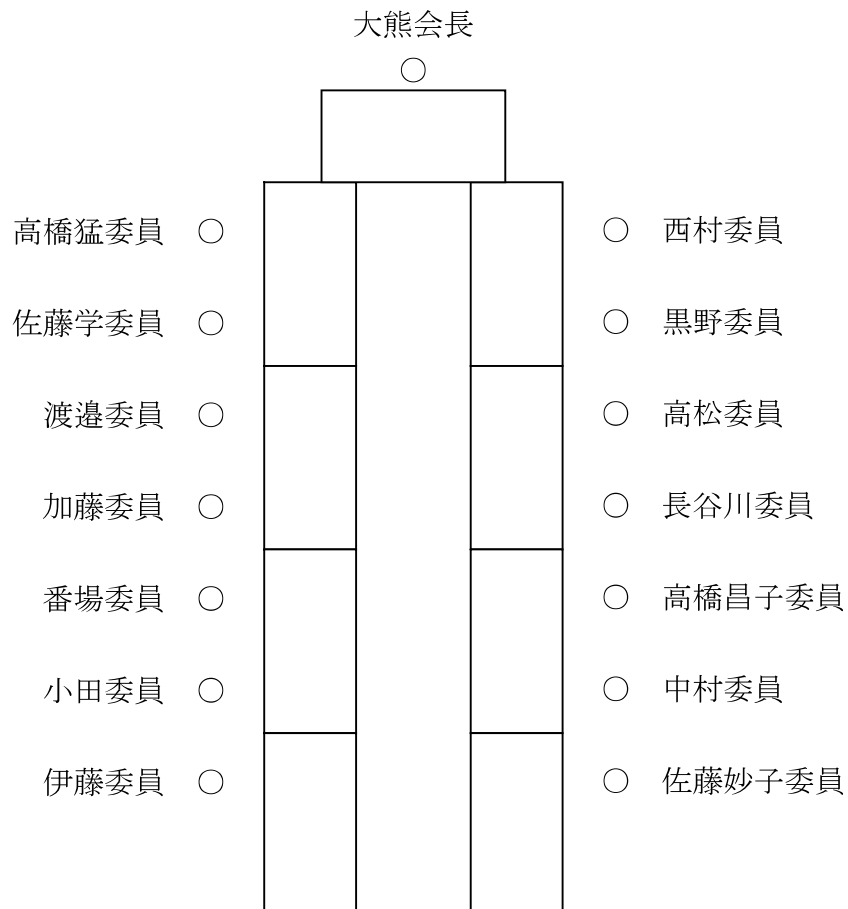 大熊会長
高橋猛委員
西村委員
佐藤学委員
黒野委員
渡邉委員
高松委員
加藤委員
長谷川委員
番場委員
高橋昌子委員
小田委員
中村委員
伊藤委員
佐藤妙子委員